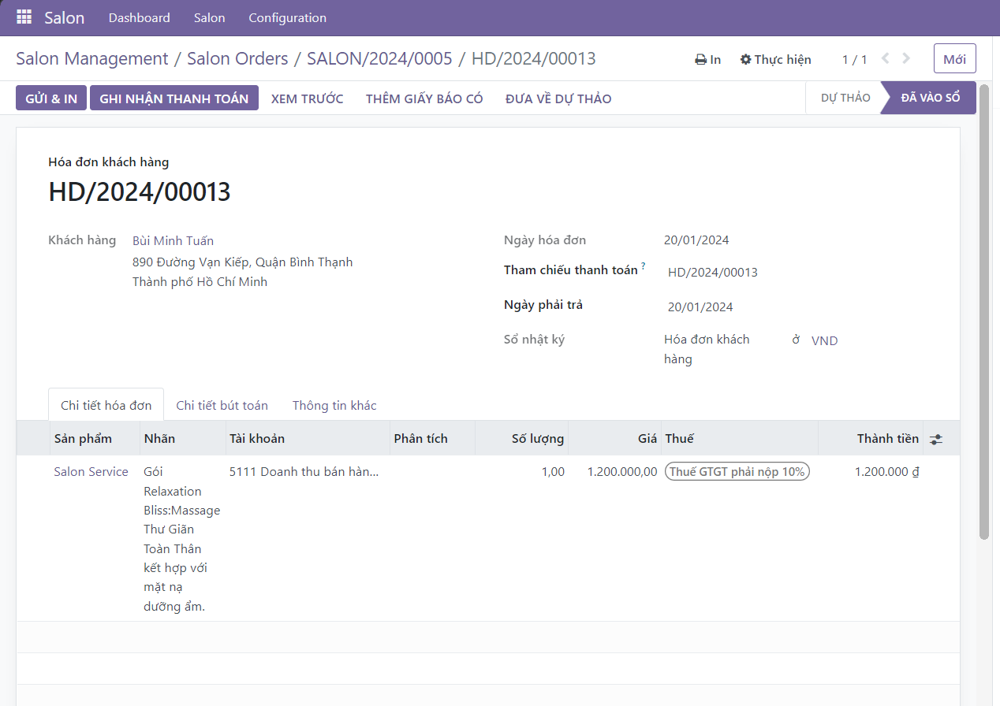 Salon Dashboard Salon Configuration
Salon Management / Salon Orders / SALON/2024/0005 / HD/2024/00013 In Thực hiện 1 / 1 Mới
GỬI & IN GHI NHẬN THANH TOÁN XEM TRƯỚC THÊM GIẤY BÁO CÓ ĐƯA VỀ DỰ THẢO DỰ THẢO ĐÃ VÀO SỔ
Hóa đơn khách hàng
HD/2024/00013
Khách hàng Bùi Minh Tuấn Ngày hóa đơn 20/01/2024
890 Đường Vạn Kiếp, Quận Bình Thạnh
Thành phố Hồ Chí Minh
Tham chiếu thanh toán ? HD/2024/00013
Ngày phải trả 20/01/2024
Sổ nhật ký Hóa đơn khách ở VND
hàng
Chi tiết hóa đơn Chi tiết bút toán Thông tin khác
Sản phẩm Nhãn Tài khoản Phân tích Số lượng Giá Thuế Thành tiền
Salon Service Gói 5111 Doanh thu bán hàn... 1,00 1.200.000,00 Thuế GTGT phải nộp 10% 1.200.000 ₫
Relaxation
Bliss:Massage
Thư Giãn
Toàn Thân
kết hợp với
mặt nạ
dưỡng ẩm.